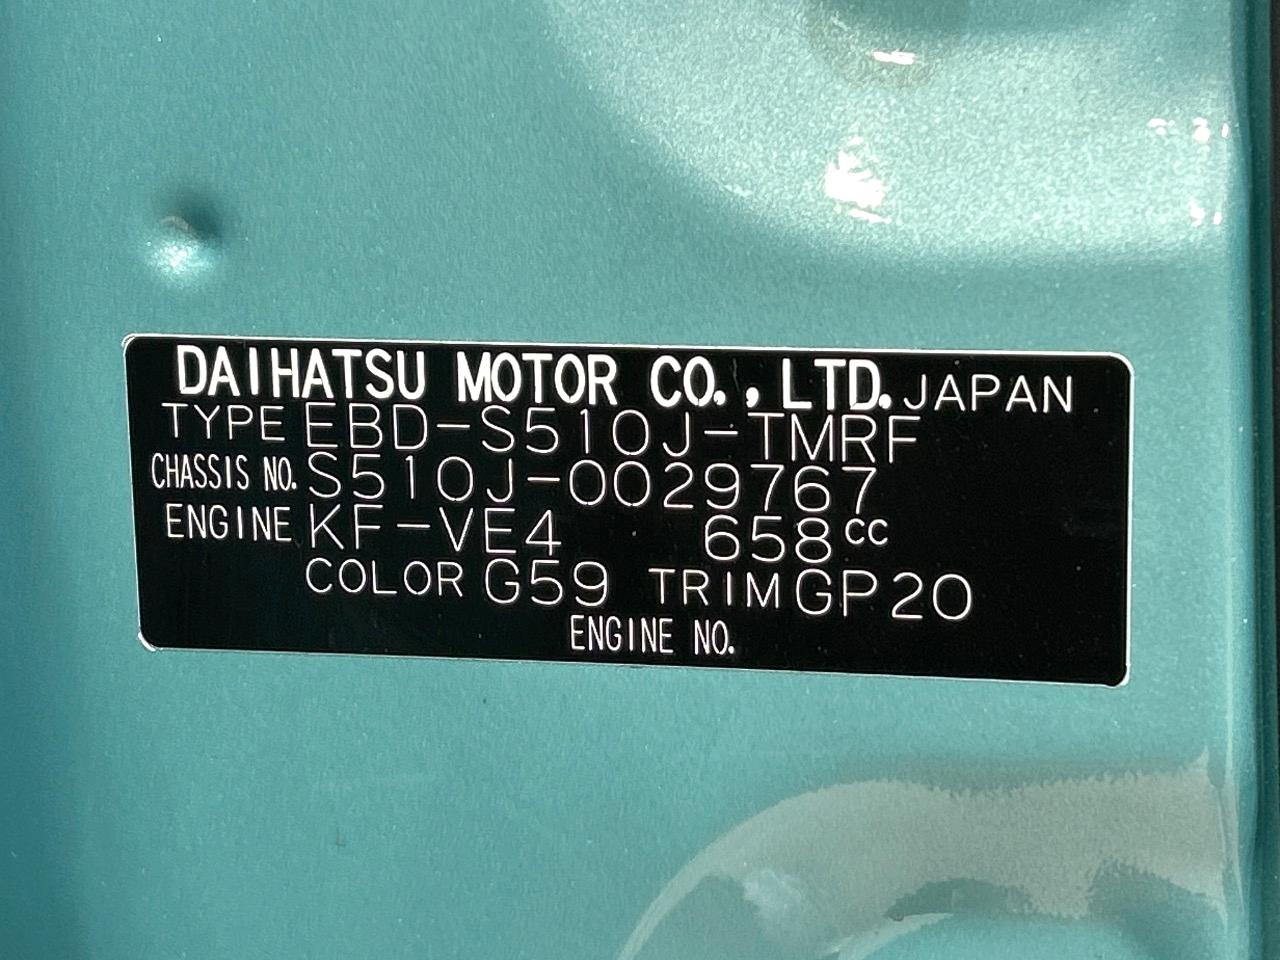 DAIHATSU MOTOR CO., LTD. JAPAN
TYPE EBD-S510J-TMRF
CHASSIS NO. S510J-0029767
ENGINE KF-VE4 658cc
COLOR G59 TRIM GP20
ENGINE NO.